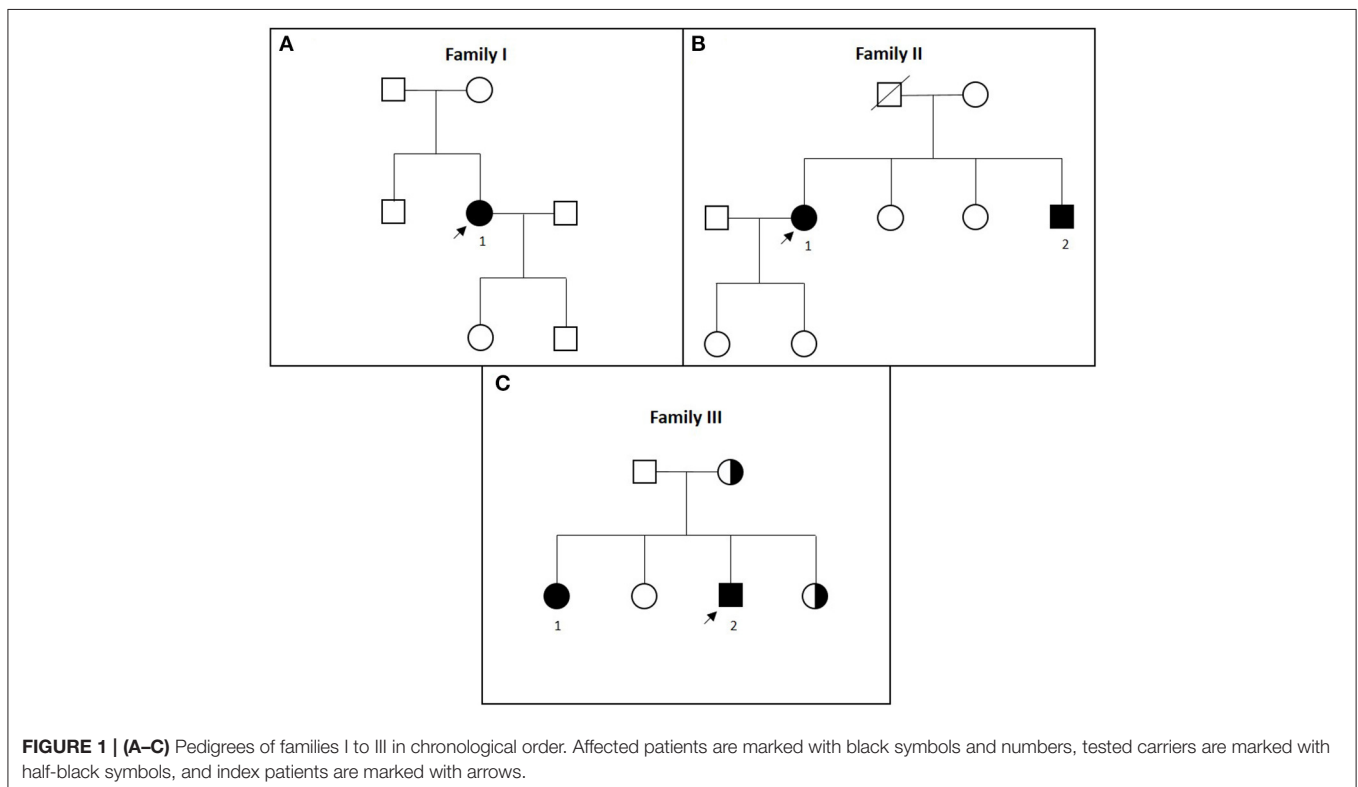 A
Family I
1
B
Family II
1
2
C
Family III
1
2
FIGURE 1 | (A–C) Pedigrees of families I to III in chronological order. Affected patients are marked with black symbols and numbers, tested carriers are marked with
half-black symbols, and index patients are marked with arrows.